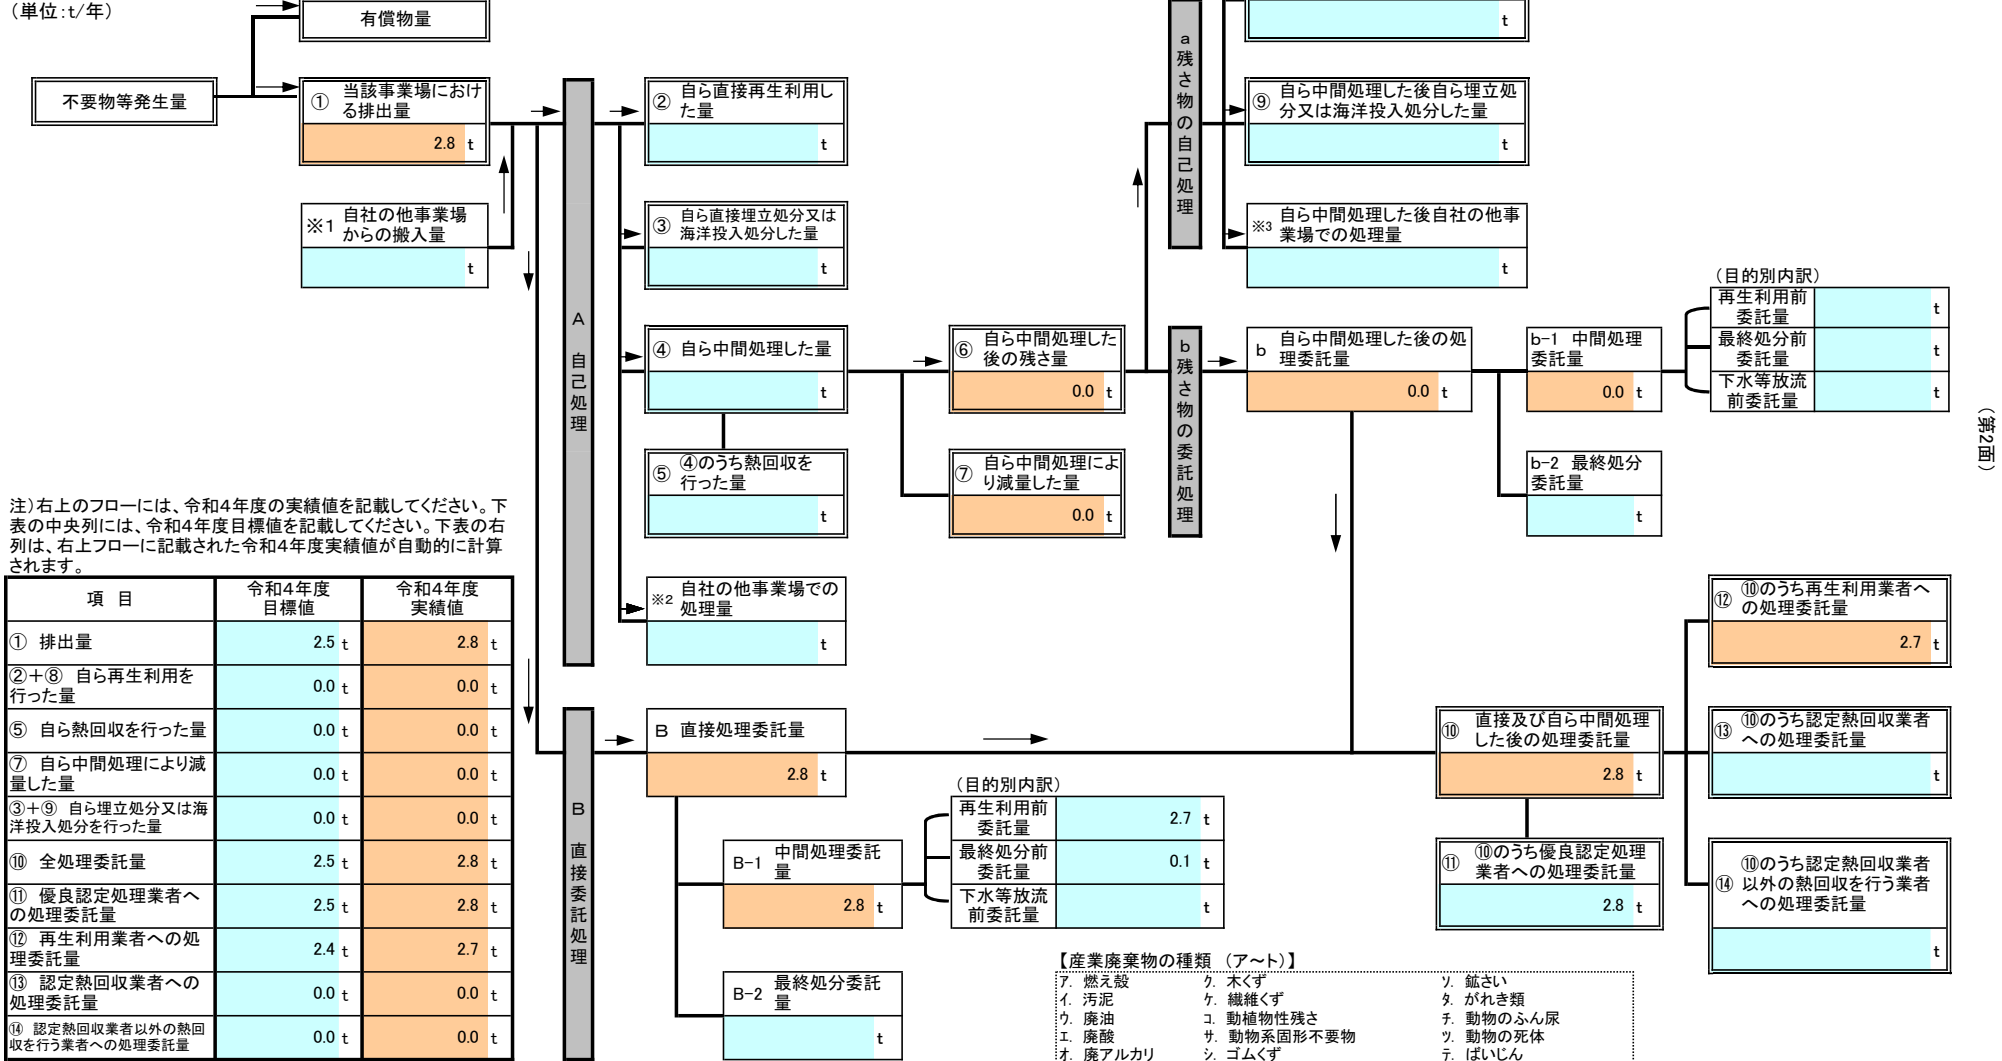 （単位：t/年）
有償物量
不要物等発生量
① 当該事業場におけ
る排出量
2.8 t
※1 自社の他事業場
からの搬入量
t
A 自己処理
② 自ら直接再生利用し
た量
t
③ 自ら直接埋立処分又は
海洋投入処分した量
t
④ 自ら中間処理した量
t
⑤ ④のうち熱回収を
行った量
t
※2 自社の他事業場での
処理量
t
⑥ 自ら中間処理した
後の残さ量
0.0 t
⑦ 自ら中間処理によ
り減量した量
0.0 t
a 残さ物の自己処理
t
⑨ 自ら中間処理した後自ら埋立処
分又は海洋投入処分した量
t
※3 自ら中間処理した後自社の他事
業場での処理量
t
b 残さ物の委託処理
b 自ら中間処理した後の処
理委託量
0.0 t
b-1 中間処理
委託量
0.0 t
（目的別内訳）
再生利用前
委託量
t
最終処分前
委託量
t
下水等放流
前委託量
t
b-2 最終処分
委託量
t
（第2面）
注）右上のフローには、令和4年度の実績値を記載してください。下
表の中央列には、令和4年度目標値を記載してください。下表の右
列は、右上フローに記載された令和4年度実績値が自動的に計算
されます。
項 目 令和4年度 令和4年度
目標値 実績値
① 排出量 2.5 t 2.8 t
②＋⑧ 自ら再生利用を
行った量 0.0 t 0.0 t
⑤ 自ら熱回収を行った量 0.0 t 0.0 t
⑦ 自ら中間処理により減
量した量 0.0 t 0.0 t
③＋⑨ 自ら埋立処分又は海
洋投入処分を行った量 0.0 t 0.0 t
⑩ 全処理委託量 2.5 t 2.8 t
⑪ 優良認定処理業者へ
の処理委託量 2.5 t 2.8 t
⑫ 再生利用業者への処
理委託量 2.4 t 2.7 t
⑬ 認定熱回収業者への
処理委託量 0.0 t 0.0 t
⑭ 認定熱回収業者以外の熱回
収を行う業者への処理委託量 0.0 t 0.0 t
B 直接委託処理
B 直接処理委託量
2.8 t
B-1 中間処理委託
量
2.8 t
（目的別内訳）
再生利用前
委託量
2.7 t
最終処分前
委託量
0.1 t
下水等放流
前委託量
t
B-2 最終処分委託
量
t
⑩ 直接及び自ら中間処理
した後の処理委託量
2.8 t
⑪ ⑩のうち優良認定処理
業者への処理委託量
2.8 t
⑫ ⑩のうち再生利用業者へ
の処理委託量
2.7 t
⑬ ⑩のうち認定熱回収業者
への処理委託量
t
⑭ ⑩のうち認定熱回収業者
以外の熱回収を行う業者
への処理委託量
t
【産業廃棄物の種類 （ア～ト）】
ア. 燃え殻 ク. 木くず ソ. 鉱さい
イ. 汚泥 ケ. 繊維くず タ. がれき類
ウ. 廃油 コ. 動植物性残さ チ. 動物のふん尿
エ. 廃酸 サ. 動物系固形不要物 ツ. 動物の死体
オ. 廃アルカリ シ. ゴムくず テ. ばいじん